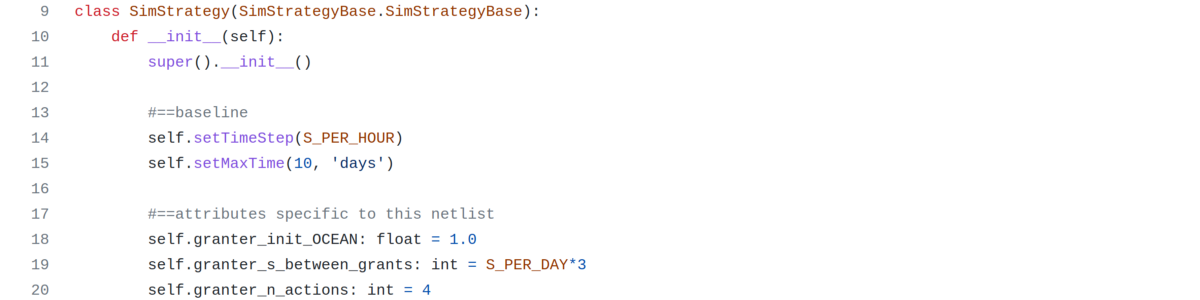 9 class SimStrategy(SimStrategyBase.SimStrategyBase):
10     def __init__(self):
11         super().__init__()
12
13         #==baseline
14         self.setTimeStep(S_PER_HOUR)
15         self.setMaxTime(10, 'days')
16
17         #==attributes specific to this netlist
18         self.granter_init_OCEAN: float = 1.0
19         self.granter_s_between_grants: int = S_PER_DAY*3
20         self.granter_n_actions: int = 4